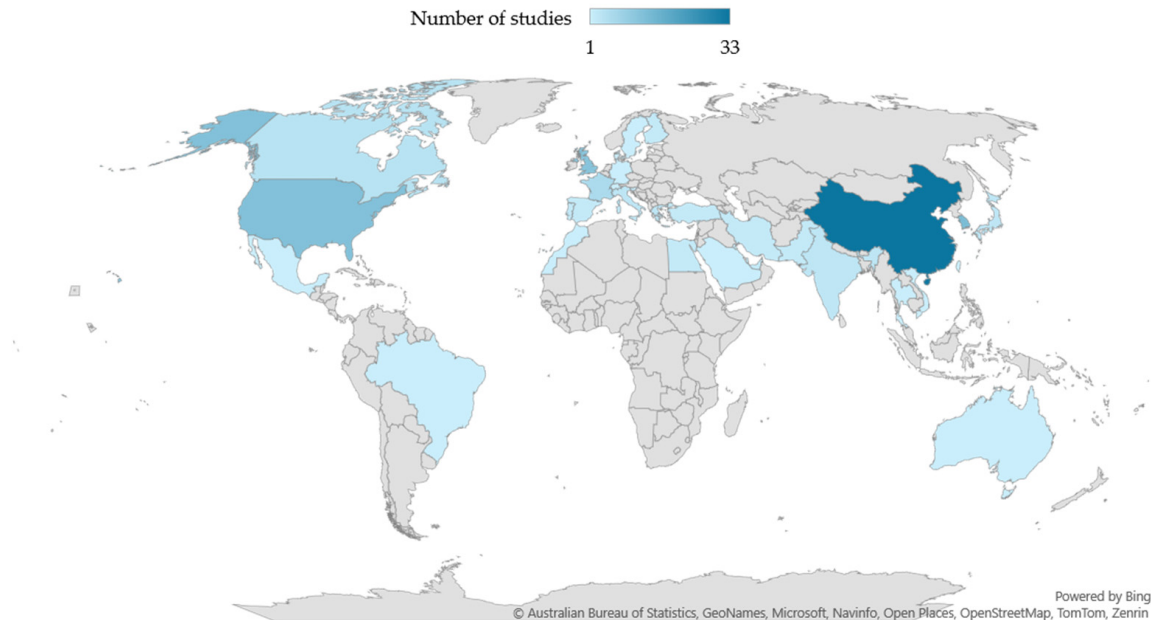 Number of studies
1 33
Powered by Bing
© Australian Bureau of Statistics, GeoNames, Microsoft, Navinfo, Open Places, OpenStreetMap, TomTom, Zenrin